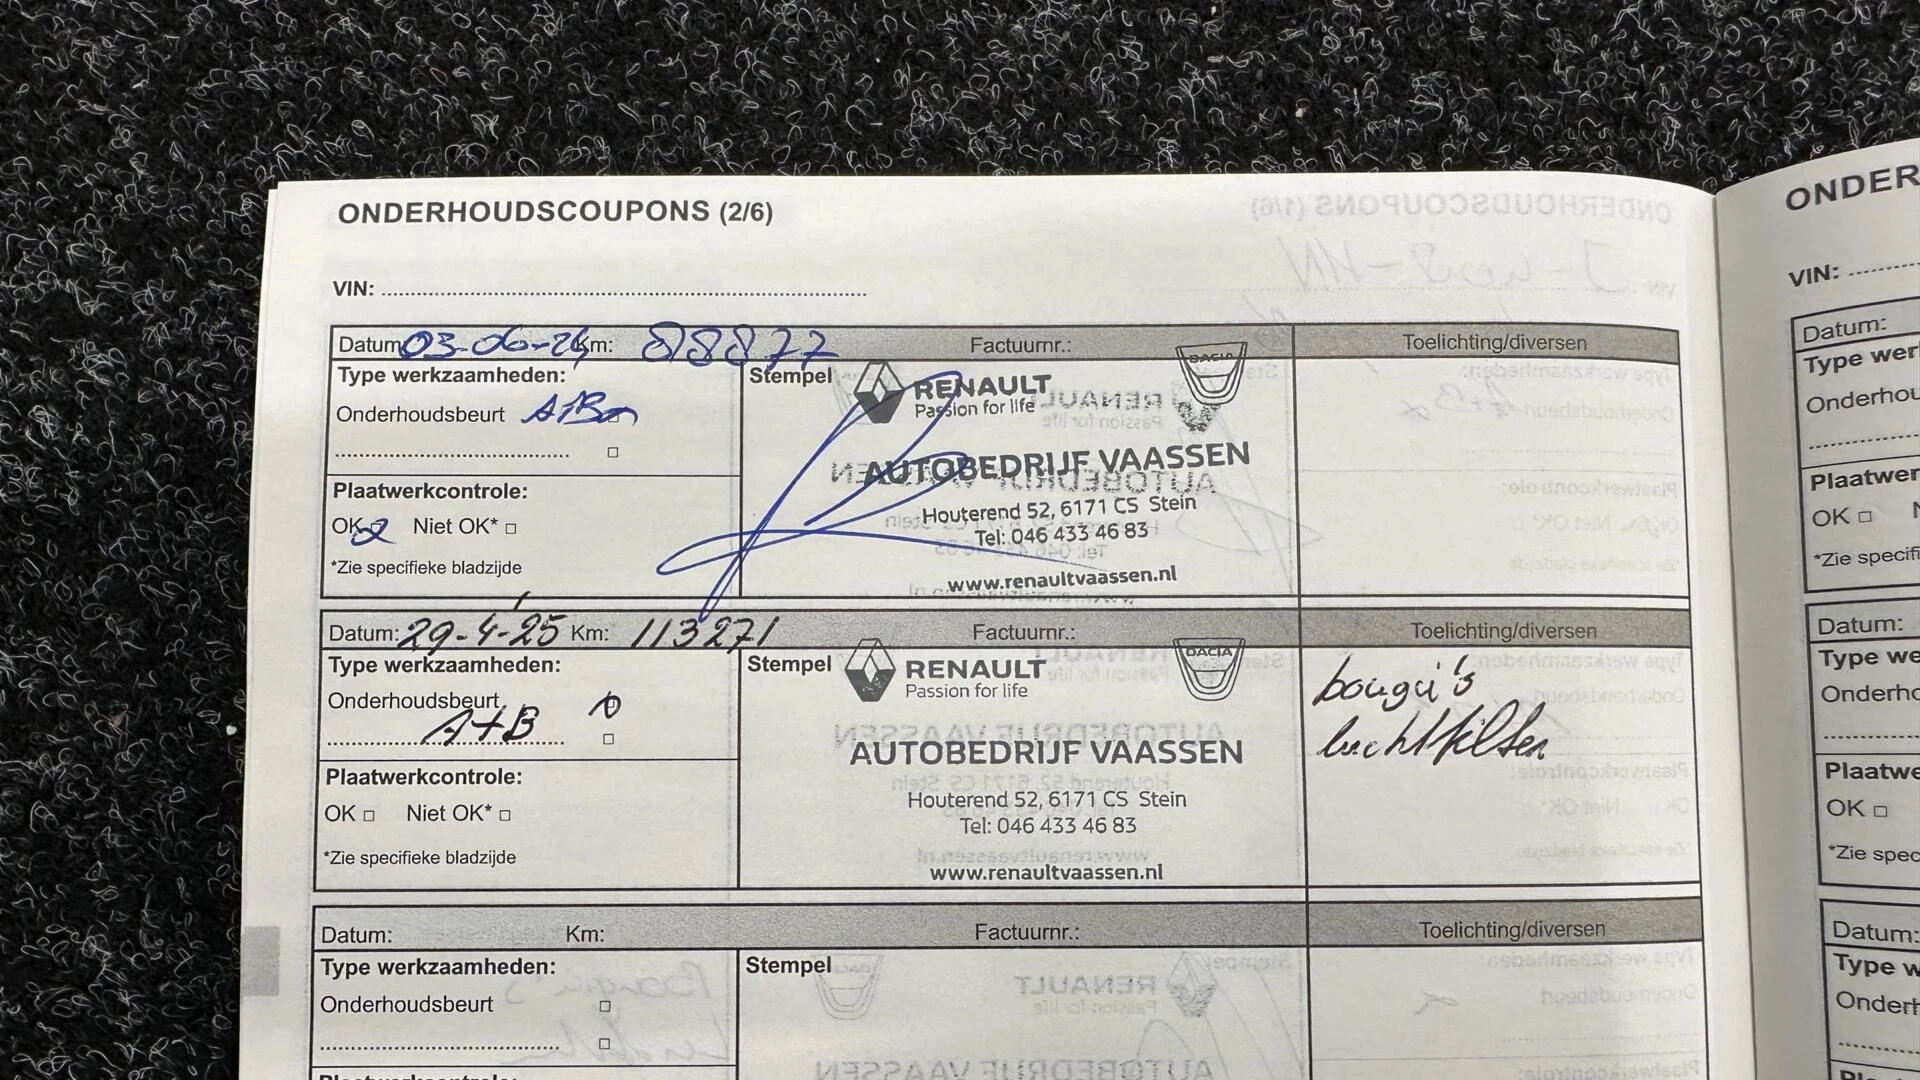 ONDERHOUDSCOUPONS (2/6)
VIN:
Datum 03-06-24 Km: 88877 Factuurnr.: Toelichting/diversen
Type werkzaamheden:
Onderhoudsbeurt A+B
Plaatwerkcontrole:
OK Niet OK*
*Zie specifieke bladzijde
Stempel
RENAULT
Passion for life
DACIA
AUTOBEDRIJF VAASSEN
Houterend 52, 6171 CS Stein
Tel: 046 433 46 83
www.renaultvaassen.nl
Datum: 29-4-25 Km: 113271 Factuurnr.: Toelichting/diversen
Type werkzaamheden:
Onderhoudsbeurt
A+B
Plaatwerkcontrole:
OK Niet OK*
*Zie specifieke bladzijde
Stempel
RENAULT
Passion for life
DACIA
AUTOBEDRIJF VAASSEN
Houterend 52, 6171 CS Stein
Tel: 046 433 46 83
www.renaultvaassen.nl
bougi's
luchtfilter
Datum: Km: Factuurnr.: Toelichting/diversen
Type werkzaamheden:
Onderhoudsbeurt
Stempel
Plaatwerkcontrole:
ONDER
VIN:
Datum:
Type wer
Onderhou
Plaatwer
OK
*Zie specifi
Datum:
Type we
Onderho
Plaatwe
OK
*Zie spec
Datum:
Type w
Onderh